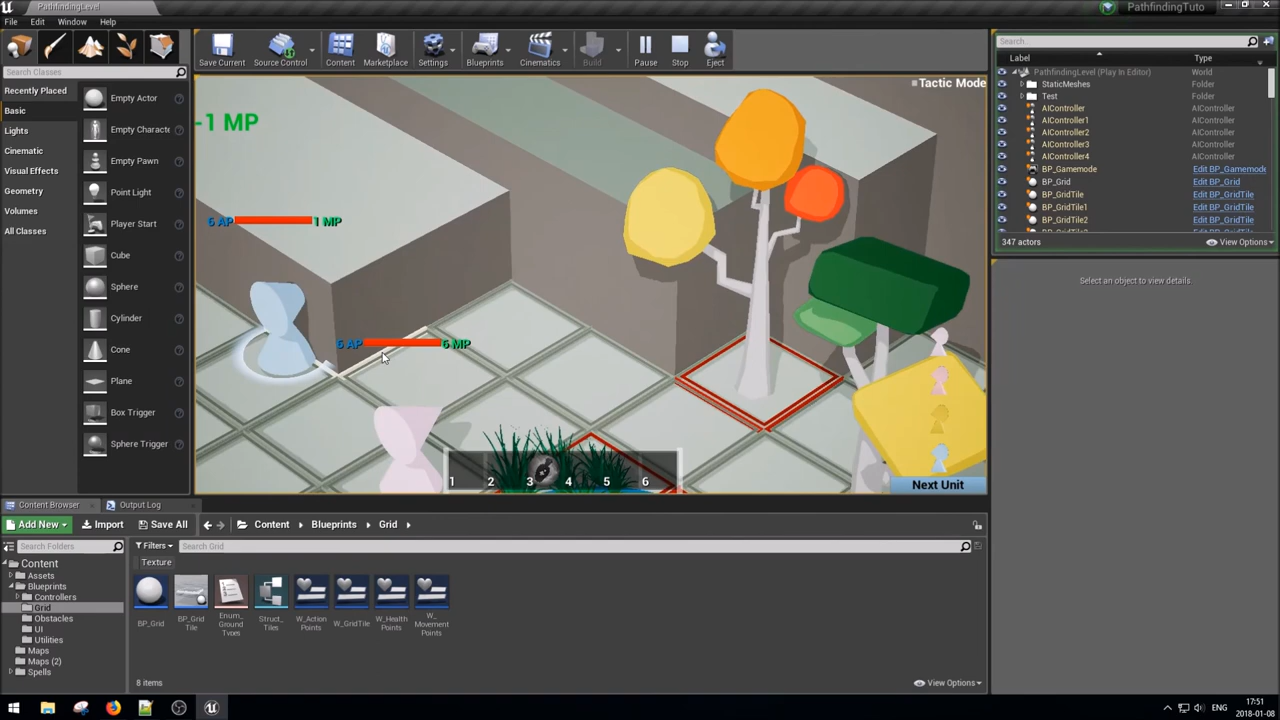 PathfindingLevel
PathfindingTuto
File Edit Window Help
Search Classes
Recently Placed
Basic
Lights
Cinematic
Visual Effects
Geometry
Volumes
All Classes
Empty Actor
Empty Charact
Empty Pawn
Point Light
Player Start
Cube
Sphere
Cylinder
Cone
Plane
Box Trigger
Sphere Trigger
Save Current
Source Control
Content
Marketplace
Settings
Blueprints
Cinematics
Build
Pause
Stop
Eject
Tactic Mode
-1 MP
6 AP 1 MP
6 AP 6 MP
1 2 3 4 5 6
Next Unit
Search...
Label Type
PathfindingLevel (Play In Editor) World
StaticMeshes Folder
Test Folder
AIController AIController
AIController1 AIController
AIController2 AIController
AIController3 AIController
AIController4 AIController
BP_Gamemode Edit BP_Gamemode
BP_Grid Edit BP_Grid
BP_GridTile Edit BP_GridTile
BP_GridTile1 Edit BP_GridTile
BP_GridTile2 Edit BP_GridTile
347 actors
View Options
Select an object to view details.
Content Browser
Output Log
Add New
Import
Save All
Content Blueprints Grid
Search Folders
Filters
Search Grid
Texture
Content
Assets
Blueprints
Controllers
Grid
Obstacles
UI
Utilities
Maps
Maps (2)
Spells
BP_Grid
BP_Grid
Tile
Enum_
Ground
Types
Struct_
Tiles
W_Action
Points
W_GridTile
W_Health
Points
W_
Movement
Points
8 items
View Options
ENG
17:51
2018-01-08